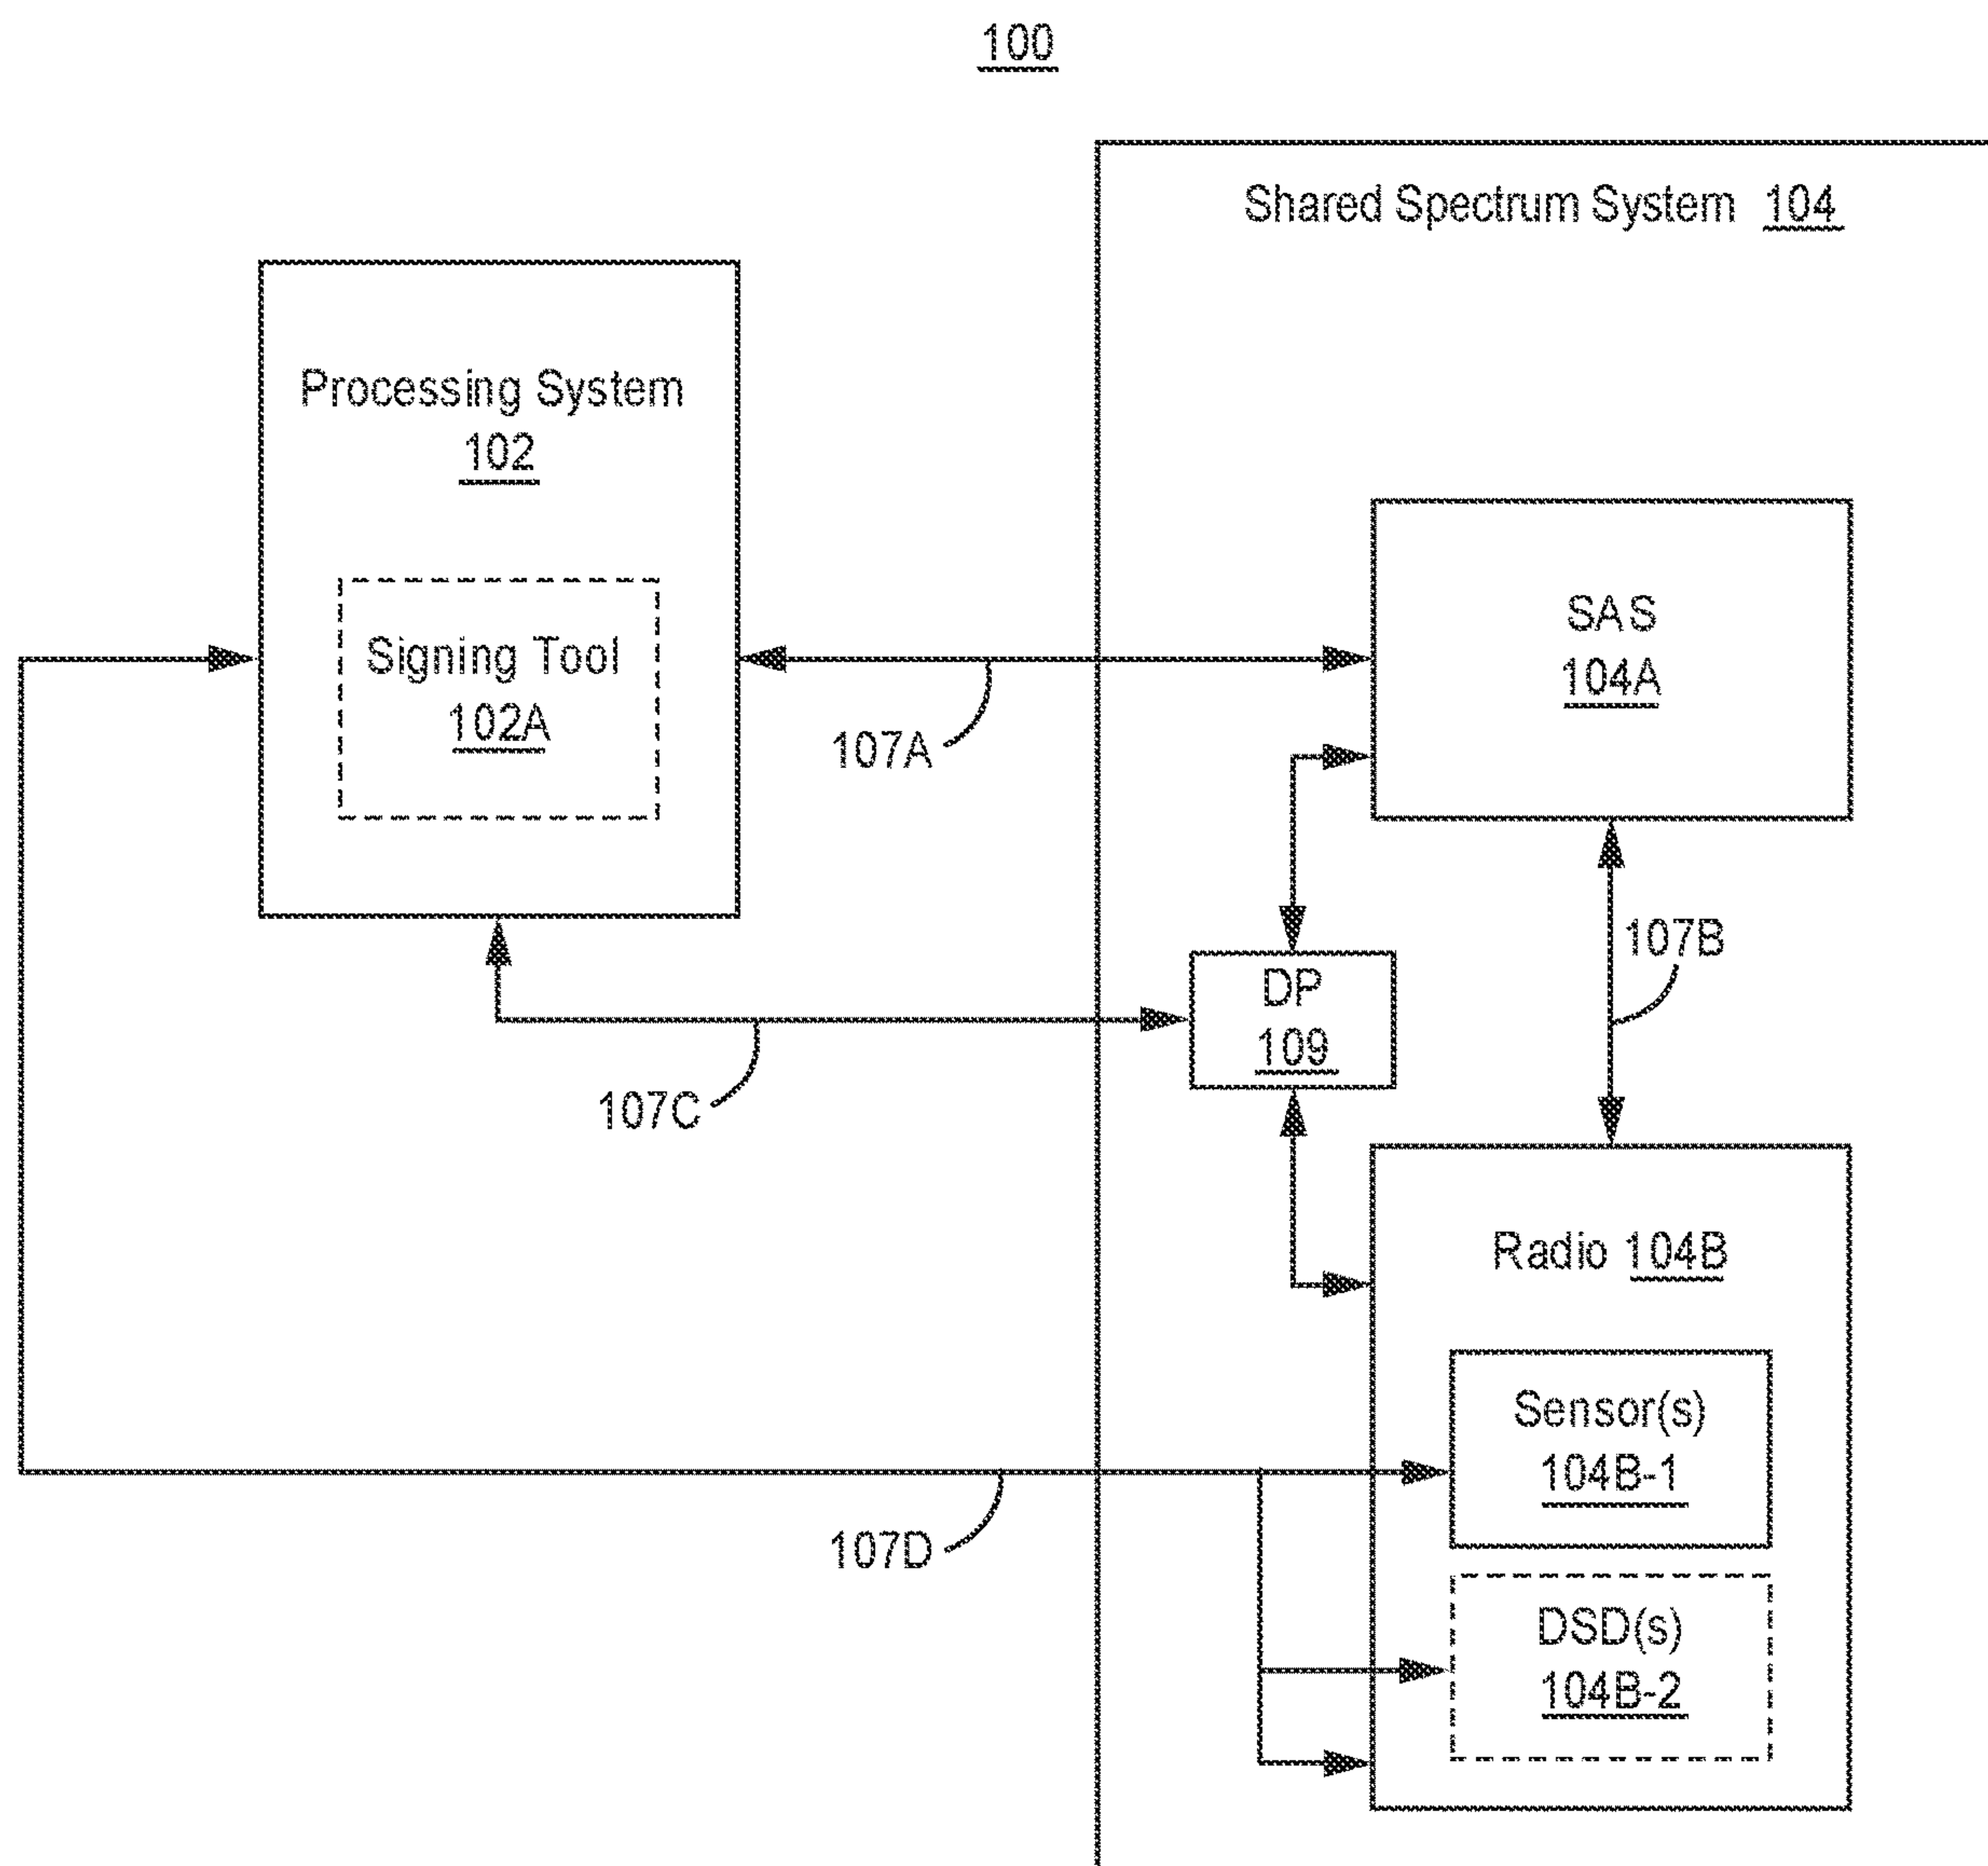 100
Shared Spectrum System 104
Processing System
102
Signing Tool
102A
SAS
104A
107A
107B
DP
109
107C
Radio 104B
Sensor(s)
104B-1
107D
DSD(s)
104B-2